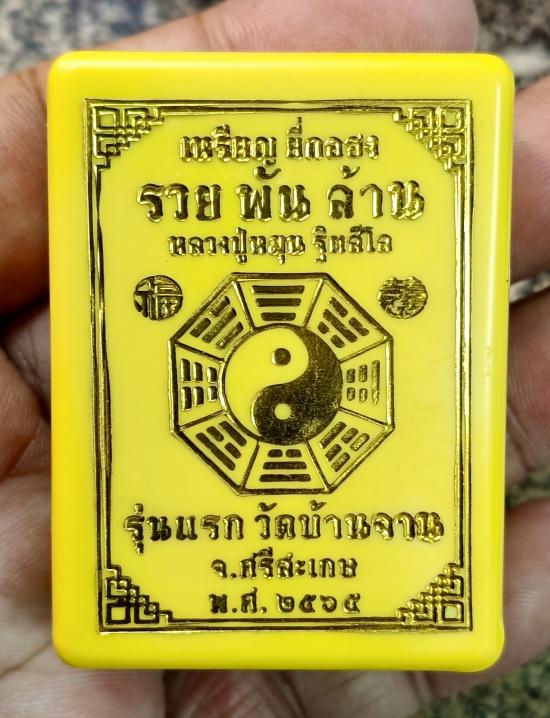 เหรียญ ยี่กอฮง
รวย พัน ล้าน
หลวงปู่หมุน ฐิตสีโล
福
รุ่นแรก วัดบ้านจาน
จ.ศรีสะเกษ
พ.ศ. ๒๕๖๕